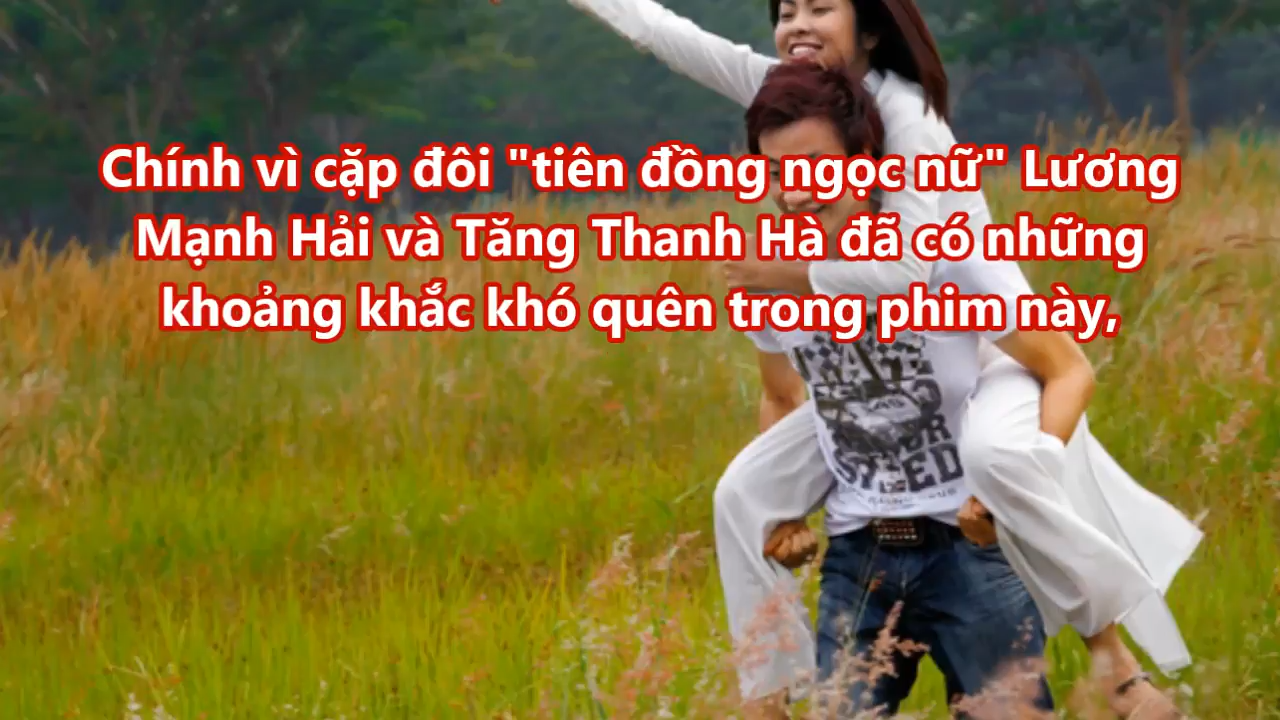 Chính vì cặp đôi "tiên đồng ngọc nữ" Lương
Mạnh Hải và Tăng Thanh Hà đã có những
khoảng khắc khó quên trong phim này,